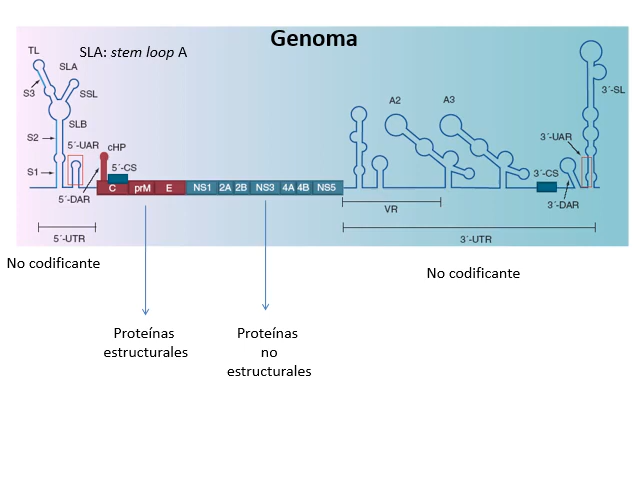 Genoma
SLA: stem loop A
TL
SLA
S3
SSL
SLB
S2
5´-UAR
cHP
S1
5´-CS
5´-DAR
C prM E NS1 2A 2B NS3 4A 4B NS5
5´-UTR
A2
A3
3´-SL
3´-UAR
3´-CS
3´-DAR
VR
3´-UTR
No codificante
No codificante
Proteínas
estructurales
Proteínas
no
estructurales